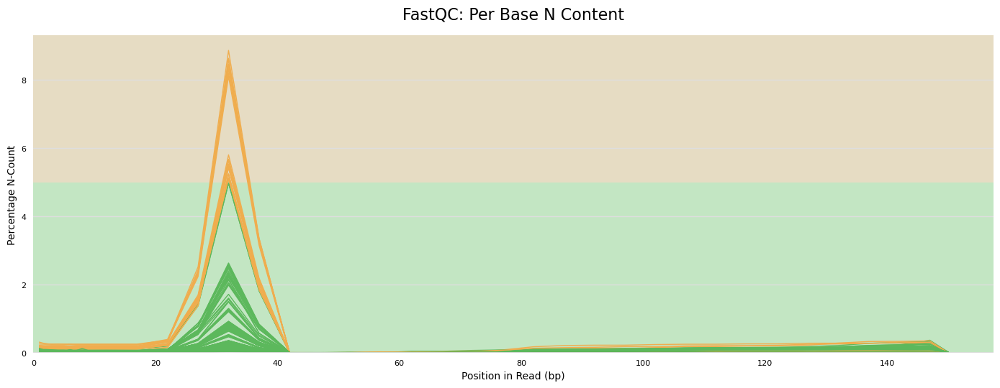 FastQC: Per Base N Content
Percentage N-Count
8
6
4
2
0
0 20 40 60 80 100 120 140
Position in Read (bp)